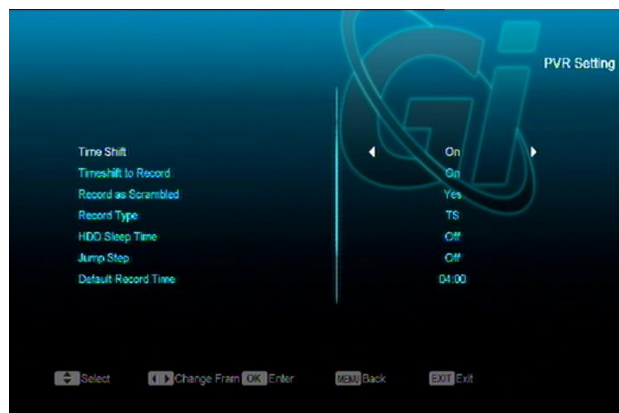 Gi
PVR Setting
Time Shift On
Timeshift to Record On
Record as Scrambled Yes
Record Type TS
HDD Sleep Time Off
Jump Step Off
Default Record Time 04:00
Select Change Fram OK Enter MENU Back EXIT Exit